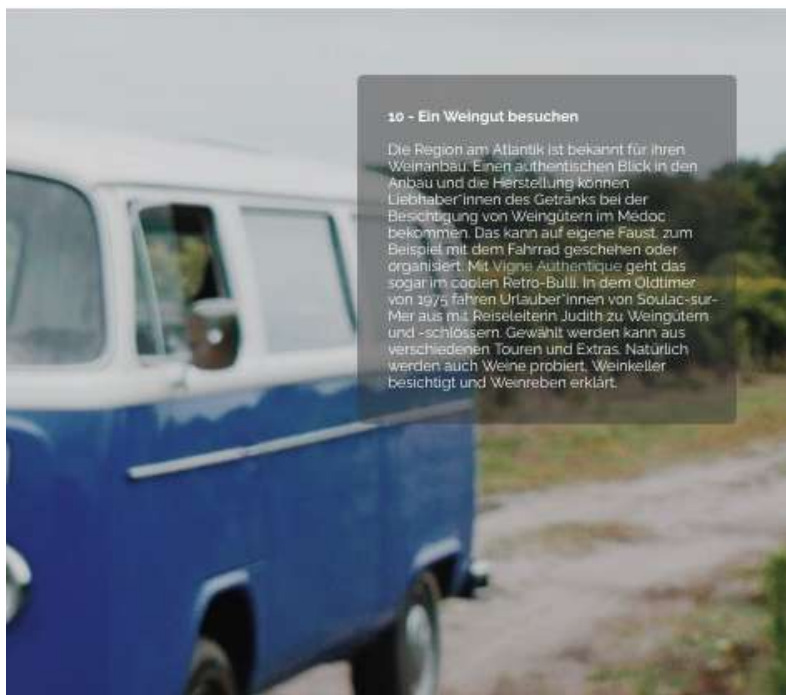 10 - Ein Weingut besuchen
Die Region am Atlantik ist bekannt für ihren
Weinanbau. Einen authentischen Blick in den
Anbau und die Herstellung können
Liebhaber*innen des Getränks bei der
Besichtigung von Weingütern im Médoc
bekommen. Das kann auf eigene Faust, zum
Beispiel mit dem Fahrrad geschehen oder
organisiert. Mit Vigne Authentique geht das
sogar im coolen Retro-Bulli. In dem Oldtimer
von 1975 fahren Urlauber*innen von Soulac-sur-
Mer aus mit Reiseleiterin Judith zu Weingütern
und -schlössern. Gewählt werden kann aus
verschiedenen Touren und Extras. Natürlich
werden auch Weine probiert, Weinkeller
besichtigt und Weinreben erklärt.